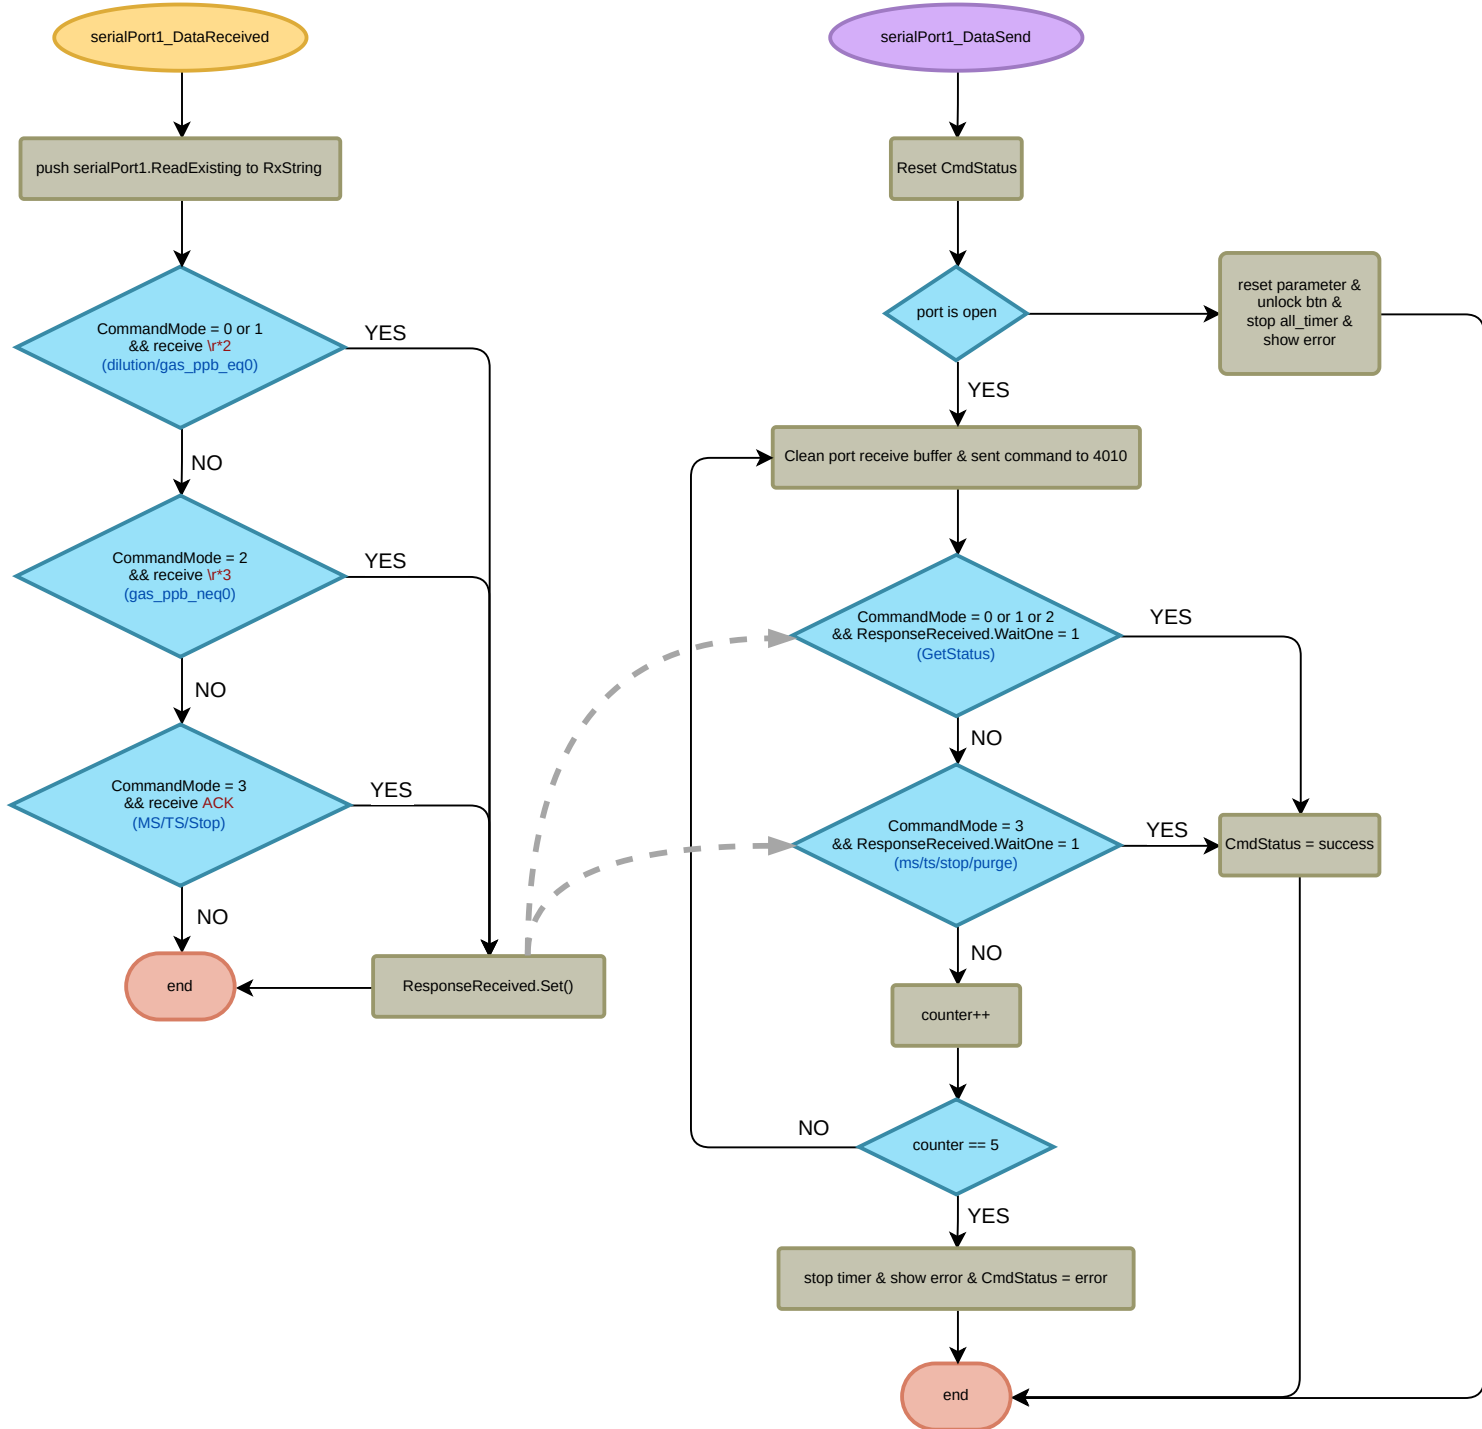 serialPort1_DataReceived
push serialPort1.ReadExisting to RxString
CommandMode = 0 or 1
&& receive \r*2
(dilution/gas_ppb_eq0)
YES
NO
CommandMode = 2
&& receive \r*3
(gas_ppb_neq0)
YES
NO
CommandMode = 3
&& receive ACK
(MS/TS/Stop)
YES
NO
end
ResponseReceived.Set()
serialPort1_DataSend
Reset CmdStatus
port is open
reset parameter &
unlock btn &
stop all_timer &
show error
YES
Clean port receive buffer & sent command to 4010
CommandMode = 0 or 1 or 2
&& ResponseReceived.WaitOne = 1
(GetStatus)
YES
NO
CommandMode = 3
&& ResponseReceived.WaitOne = 1
(ms/ts/stop/purge)
YES
CmdStatus = success
NO
counter++
counter == 5
NO
YES
stop timer & show error & CmdStatus = error
end